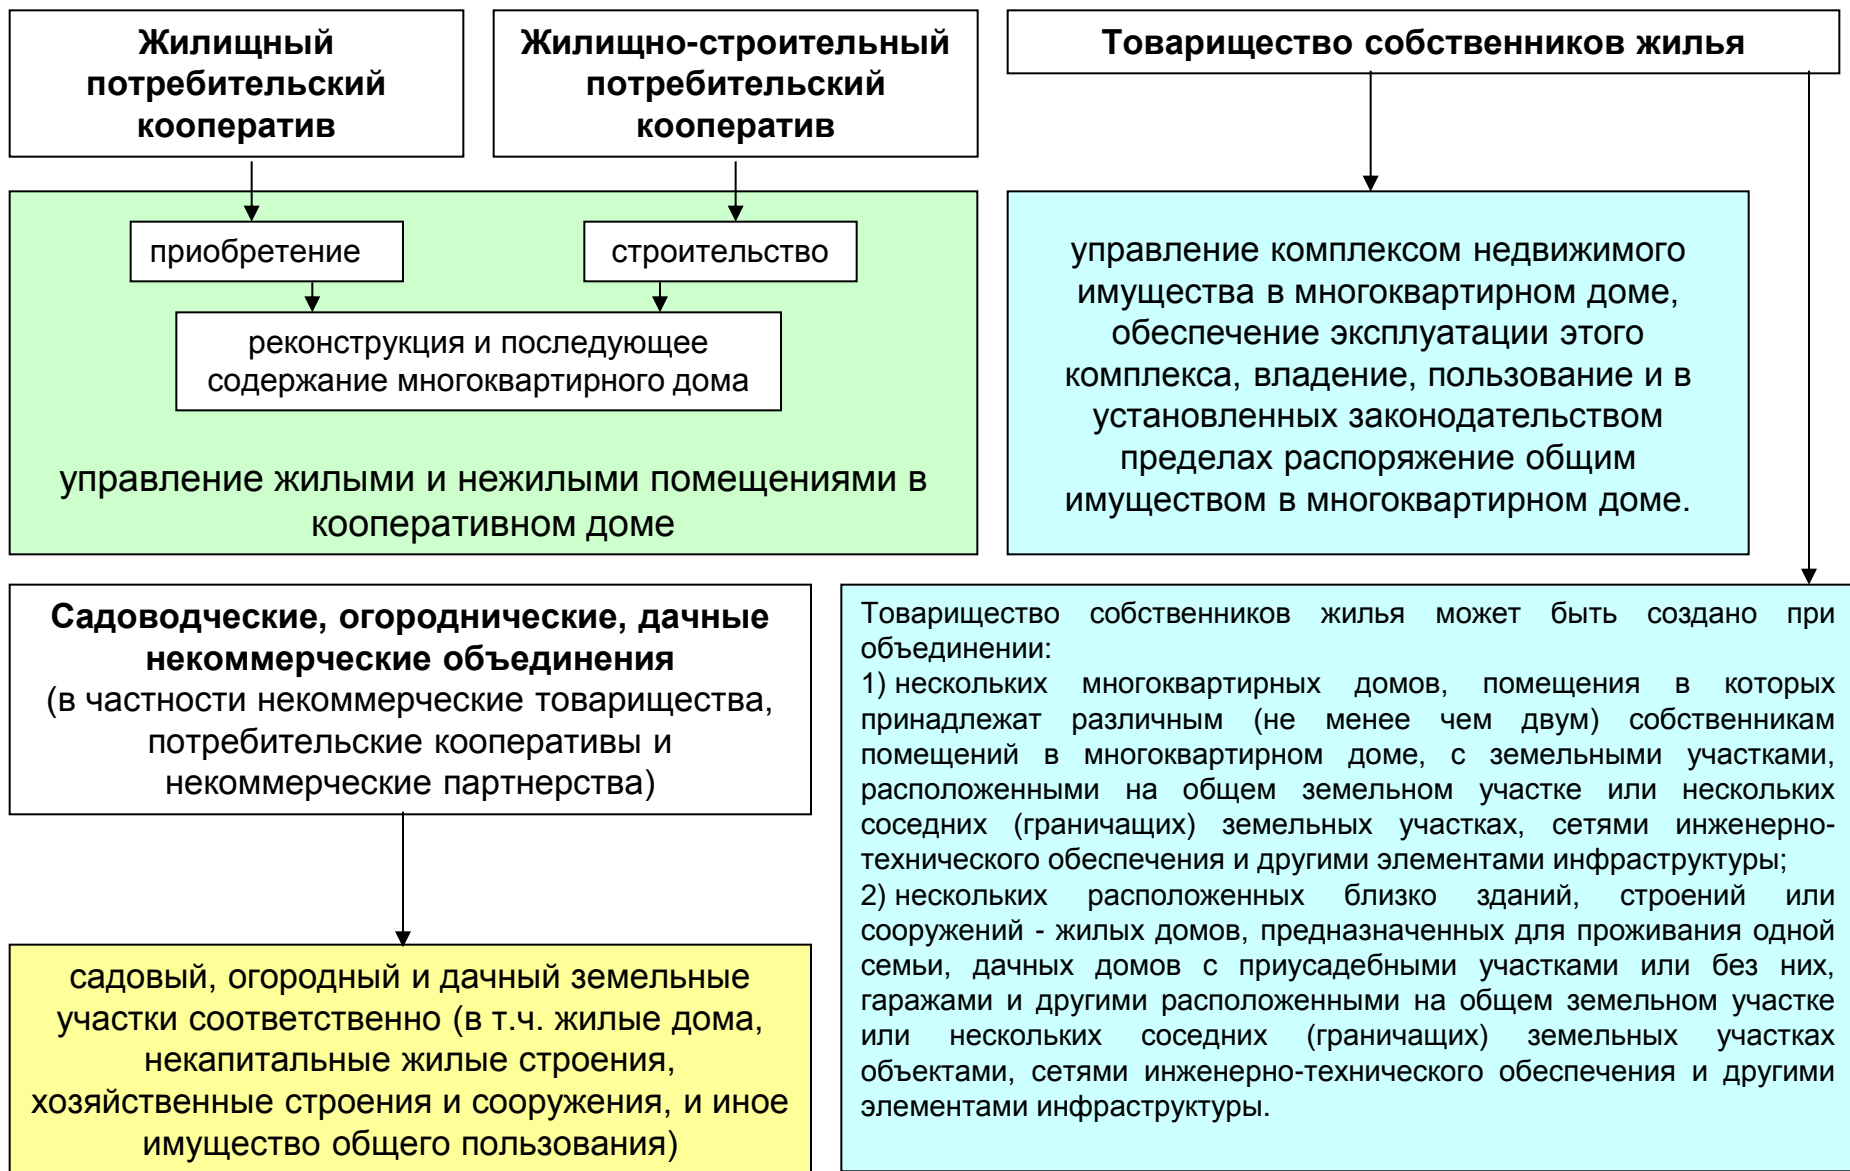 Жилищный
потребительский
кооператив
Жилищно-строительный
потребительский
кооператив
Товарищество собственников жилья
приобретение
строительство
реконструкция и последующее
содержание многоквартирного дома
управление жилыми и нежилыми помещениями в
кооперативном доме
управление комплексом недвижимого
имущества в многоквартирном доме,
обеспечение эксплуатации этого
комплекса, владение, пользование и в
установленных законодательством
пределах распоряжение общим
имуществом в многоквартирном доме.
Садоводческие, огороднические, дачные
некоммерческие объединения
(в частности некоммерческие товарищества,
потребительские кооперативы и
некоммерческие партнерства)
садовый, огородный и дачный земельные
участки соответственно (в т.ч. жилые дома,
некапитальные жилые строения,
хозяйственные строения и сооружения, и иное
имущество общего пользования)
Товарищество собственников жилья может быть создано при
объединении:
1) нескольких многоквартирных домов, помещения в которых
принадлежат различным (не менее чем двум) собственникам
помещений в многоквартирном доме, с земельными участками,
расположенными на общем земельном участке или нескольких
соседних (граничащих) земельных участках, сетями инженерно-
технического обеспечения и другими элементами инфраструктуры;
2) нескольких расположенных близко зданий, строений или
сооружений - жилых домов, предназначенных для проживания одной
семьи, дачных домов с приусадебными участками или без них,
гаражами и другими расположенными на общем земельном участке
или нескольких соседних (граничащих) земельных участках
объектами, сетями инженерно-технического обеспечения и другими
элементами инфраструктуры.